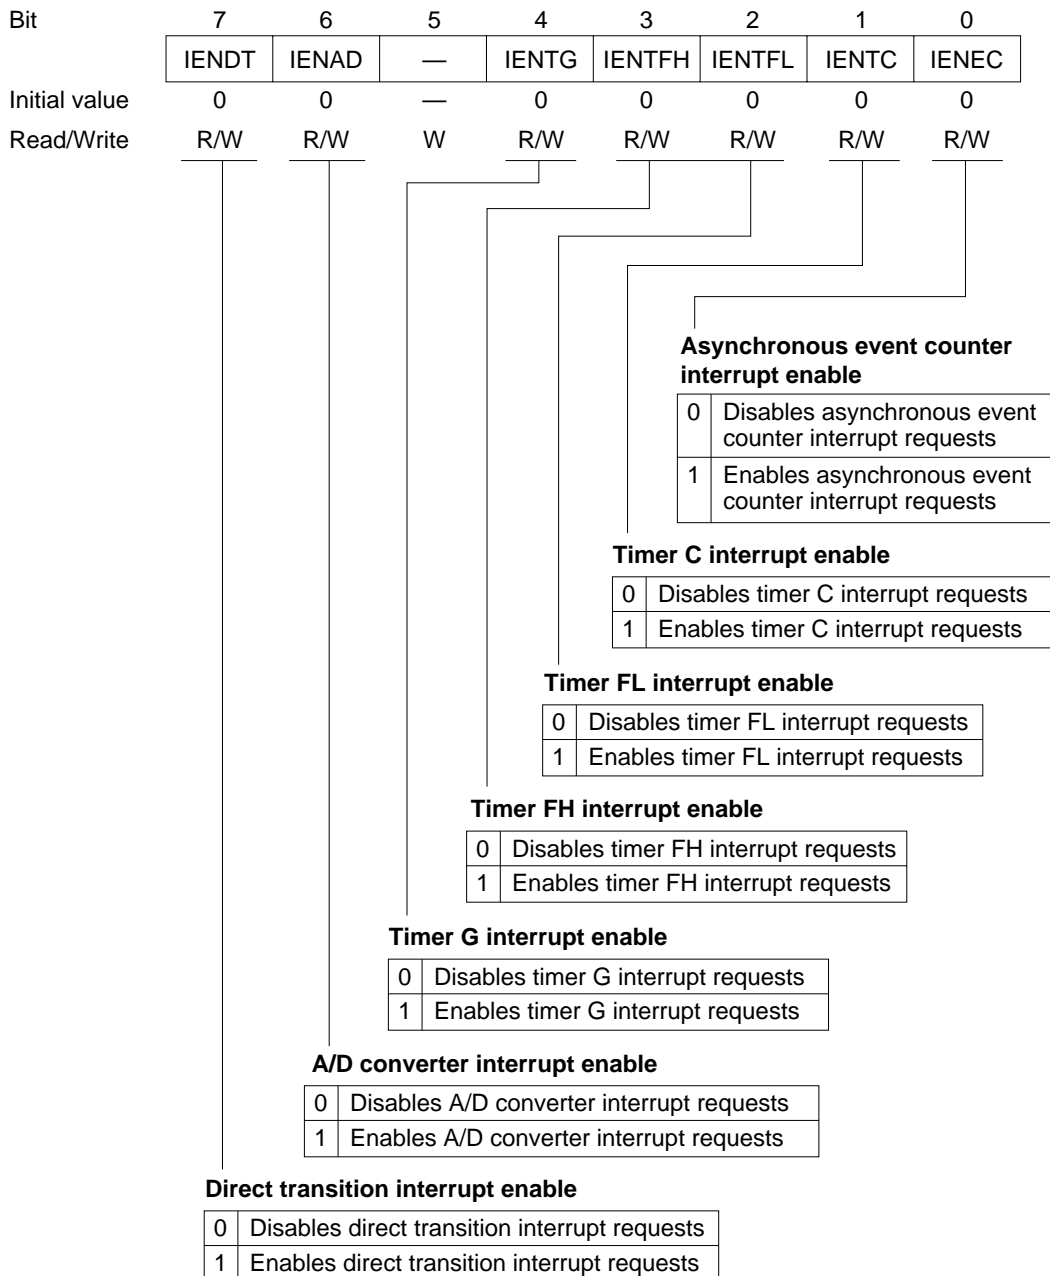 Bit 7 6 5 4 3 2 1 0
IENDT IENAD — IENTG IENTFH IENTFL IENTC IENEC
Initial value 0 0 — 0 0 0 0 0
Read/Write R/W R/W W R/W R/W R/W R/W R/W
Asynchronous event counter
interrupt enable
0 Disables asynchronous event
counter interrupt requests
1 Enables asynchronous event
counter interrupt requests
Timer C interrupt enable
0 Disables timer C interrupt requests
1 Enables timer C interrupt requests
Timer FL interrupt enable
0 Disables timer FL interrupt requests
1 Enables timer FL interrupt requests
Timer FH interrupt enable
0 Disables timer FH interrupt requests
1 Enables timer FH interrupt requests
Timer G interrupt enable
0 Disables timer G interrupt requests
1 Enables timer G interrupt requests
A/D converter interrupt enable
0 Disables A/D converter interrupt requests
1 Enables A/D converter interrupt requests
Direct transition interrupt enable
0 Disables direct transition interrupt requests
1 Enables direct transition interrupt requests